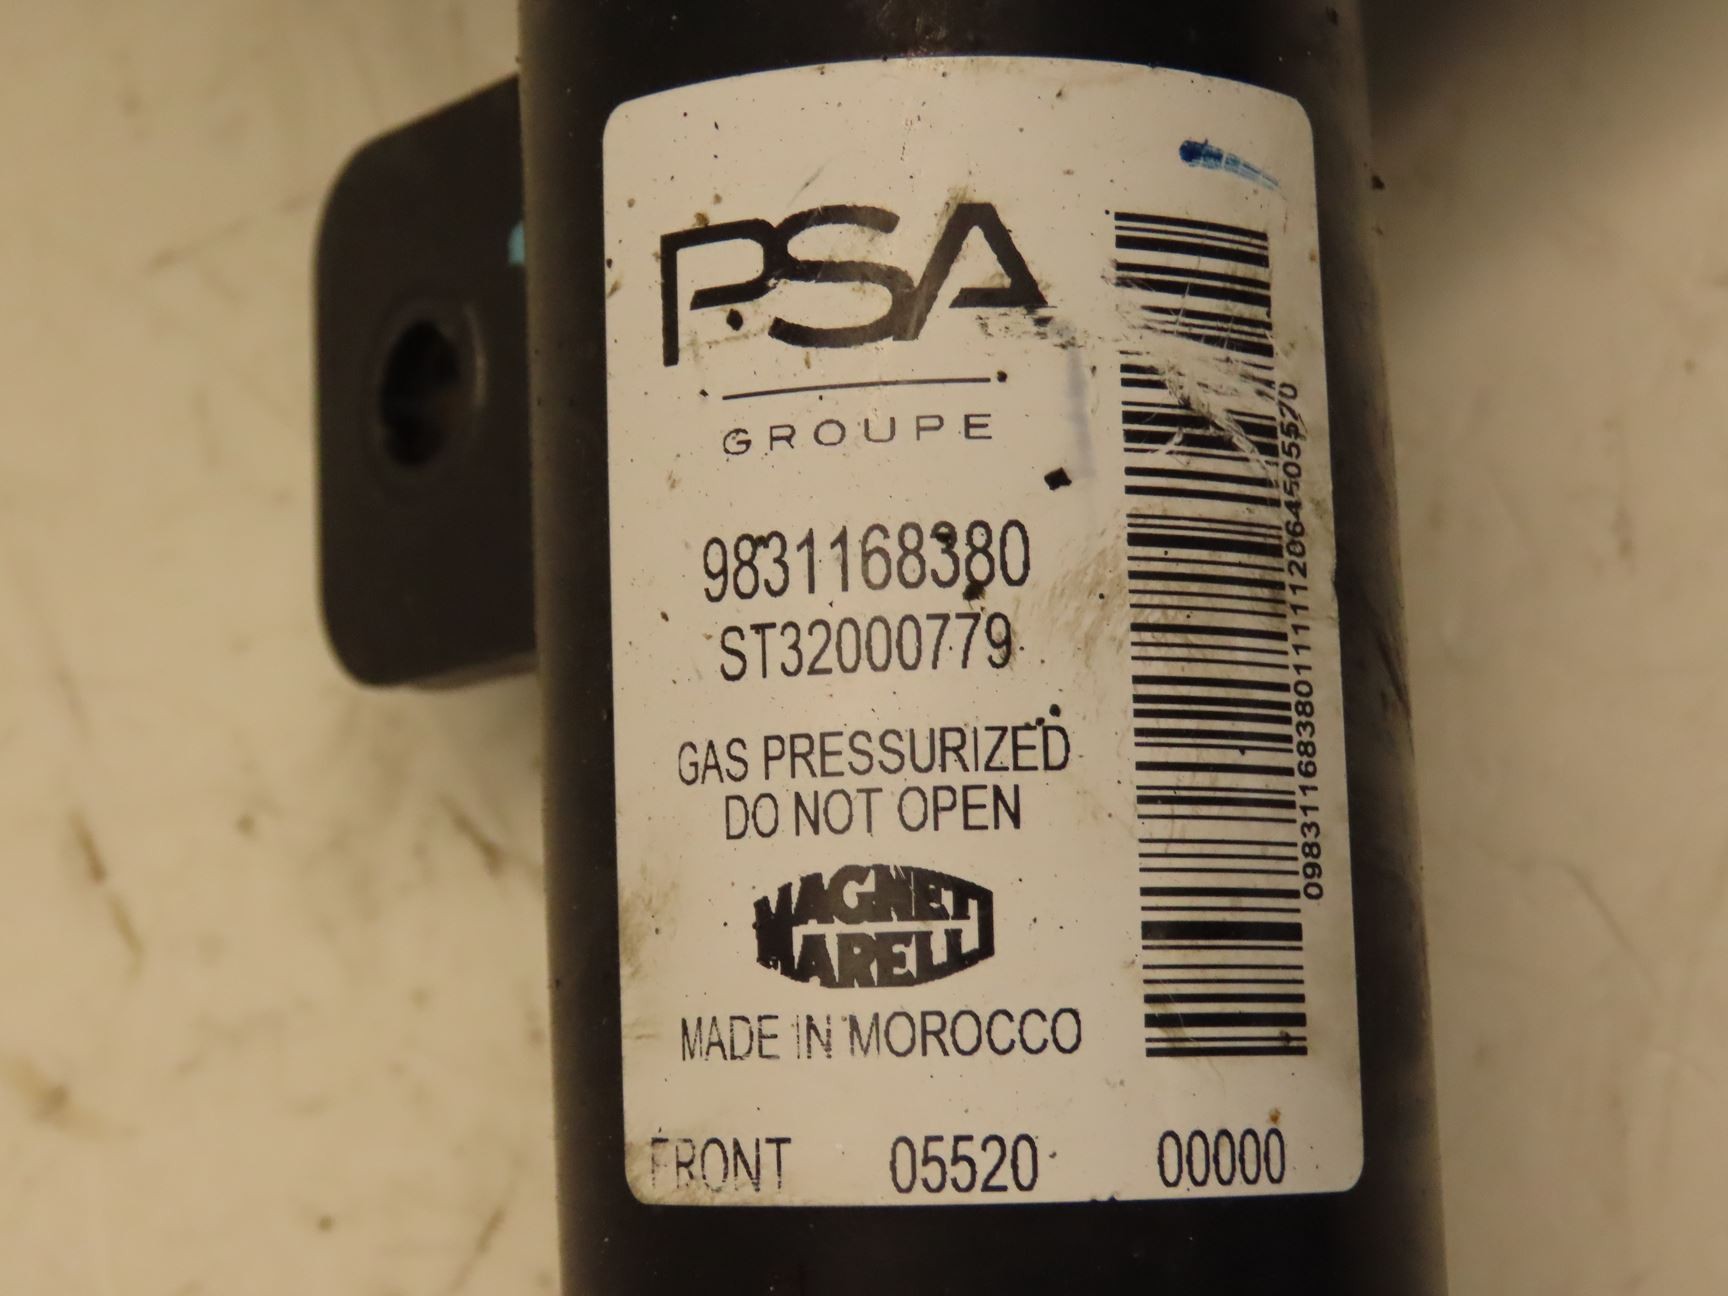 PSA
GROUPE
9831168380
ST32000779
GAS PRESSURIZED
DO NOT OPEN
MAGNETI
MARELLI
MADE IN MOROCCO
FRONT 05520 00000